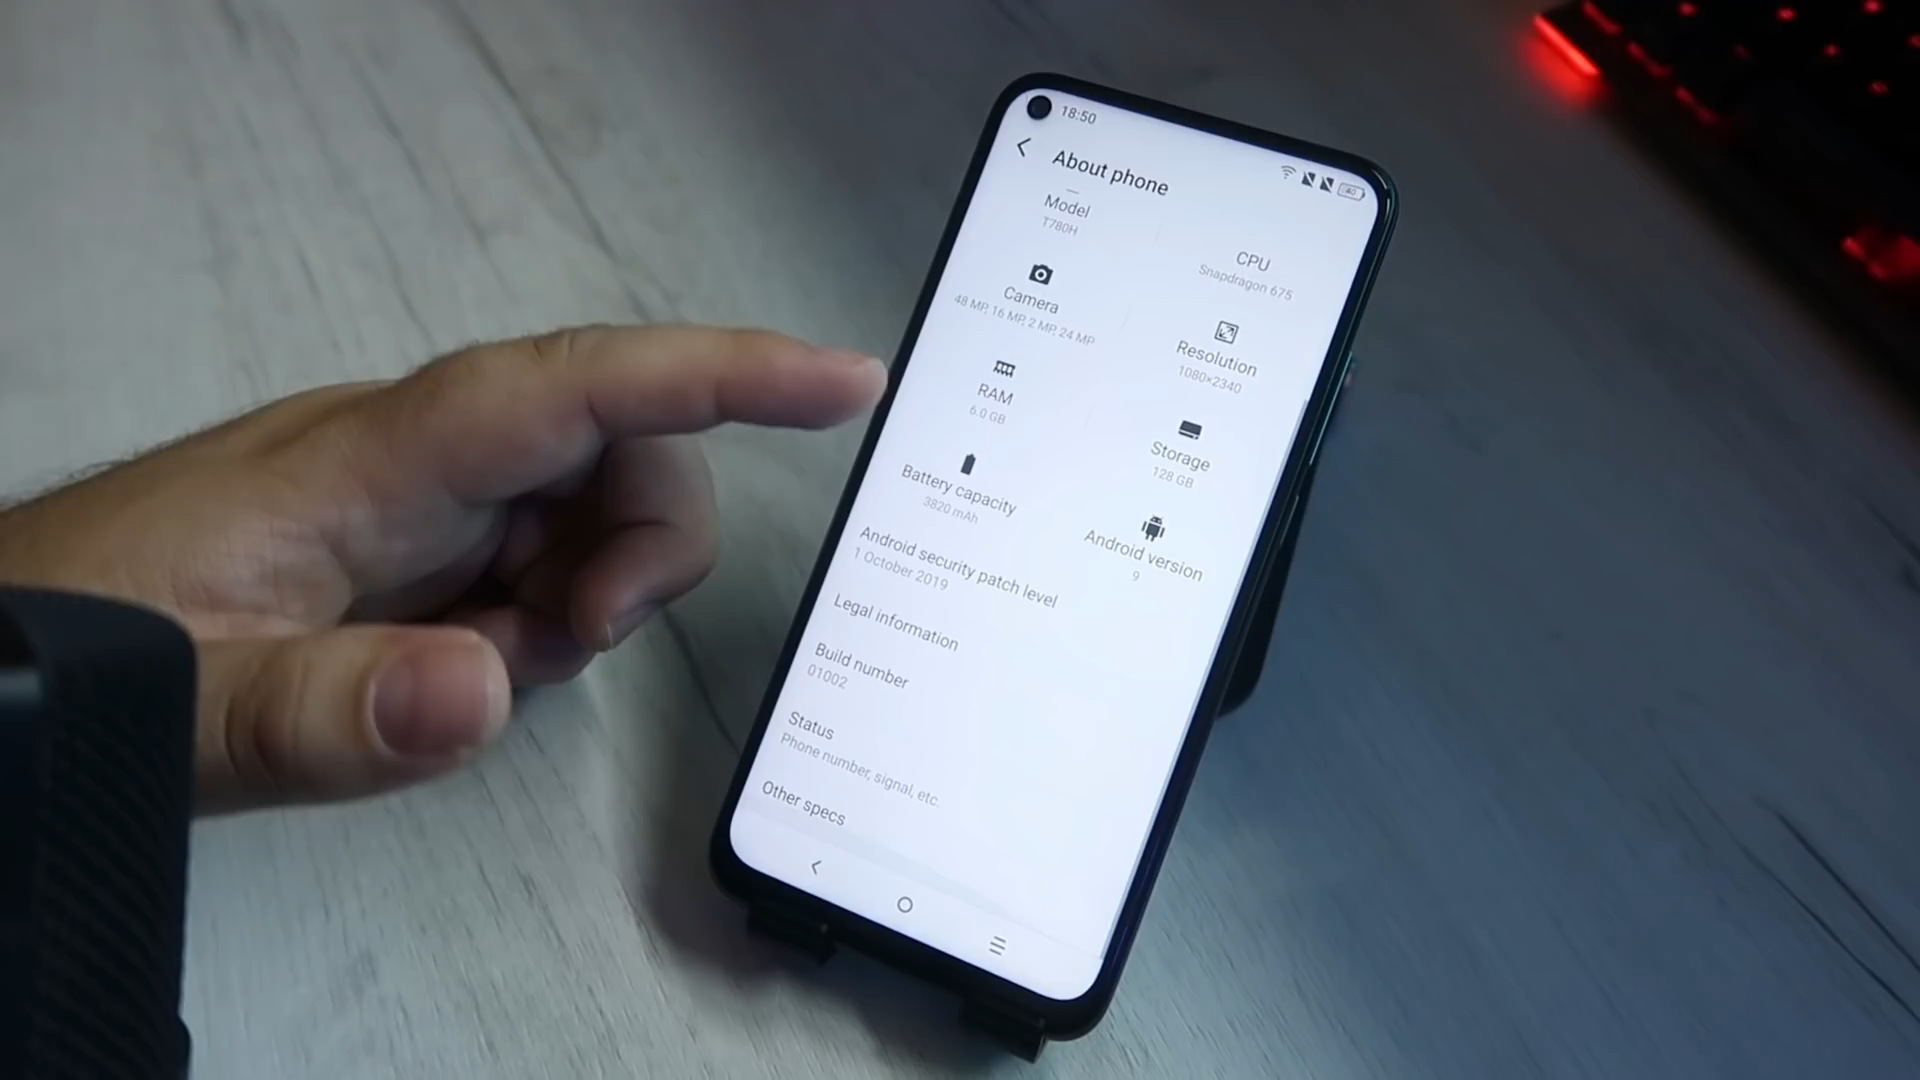 18:50
About phone
Model
T780H
CPU
Snapdragon 675
Camera
48 MP, 16 MP, 2 MP, 24 MP
Resolution
1080×2340
RAM
6.0 GB
Storage
128 GB
Battery capacity
3820 mAh
Android version
9
Android security patch level
1 October 2019
Legal information
Build number
01002
Status
Phone number, signal, etc.
Other specs